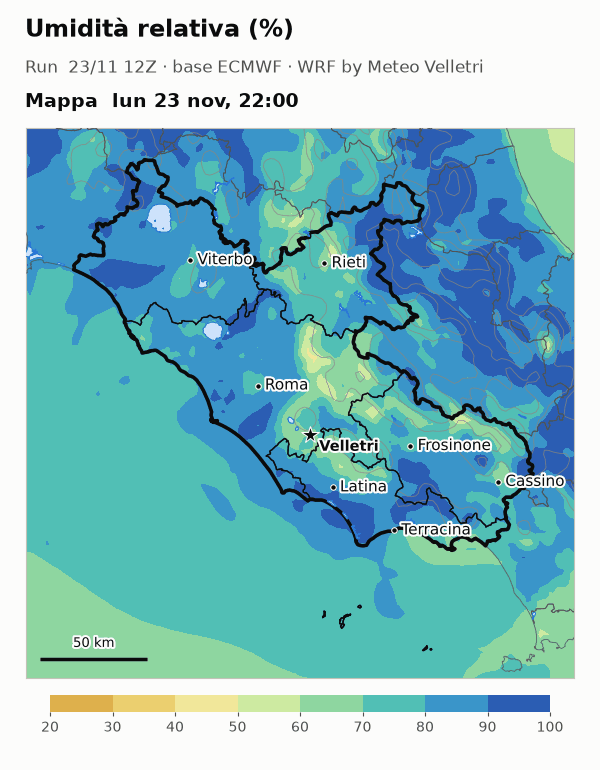 Umidità relativa (%)
Run  23/11 12Z · base ECMWF · WRF by Meteo Velletri
Mappa  lun 23 nov, 22:00
Viterbo
Rieti
Roma
Velletri
Frosinone
Cassino
Latina
Terracina
50 km
20 30 40 50 60 70 80 90 100